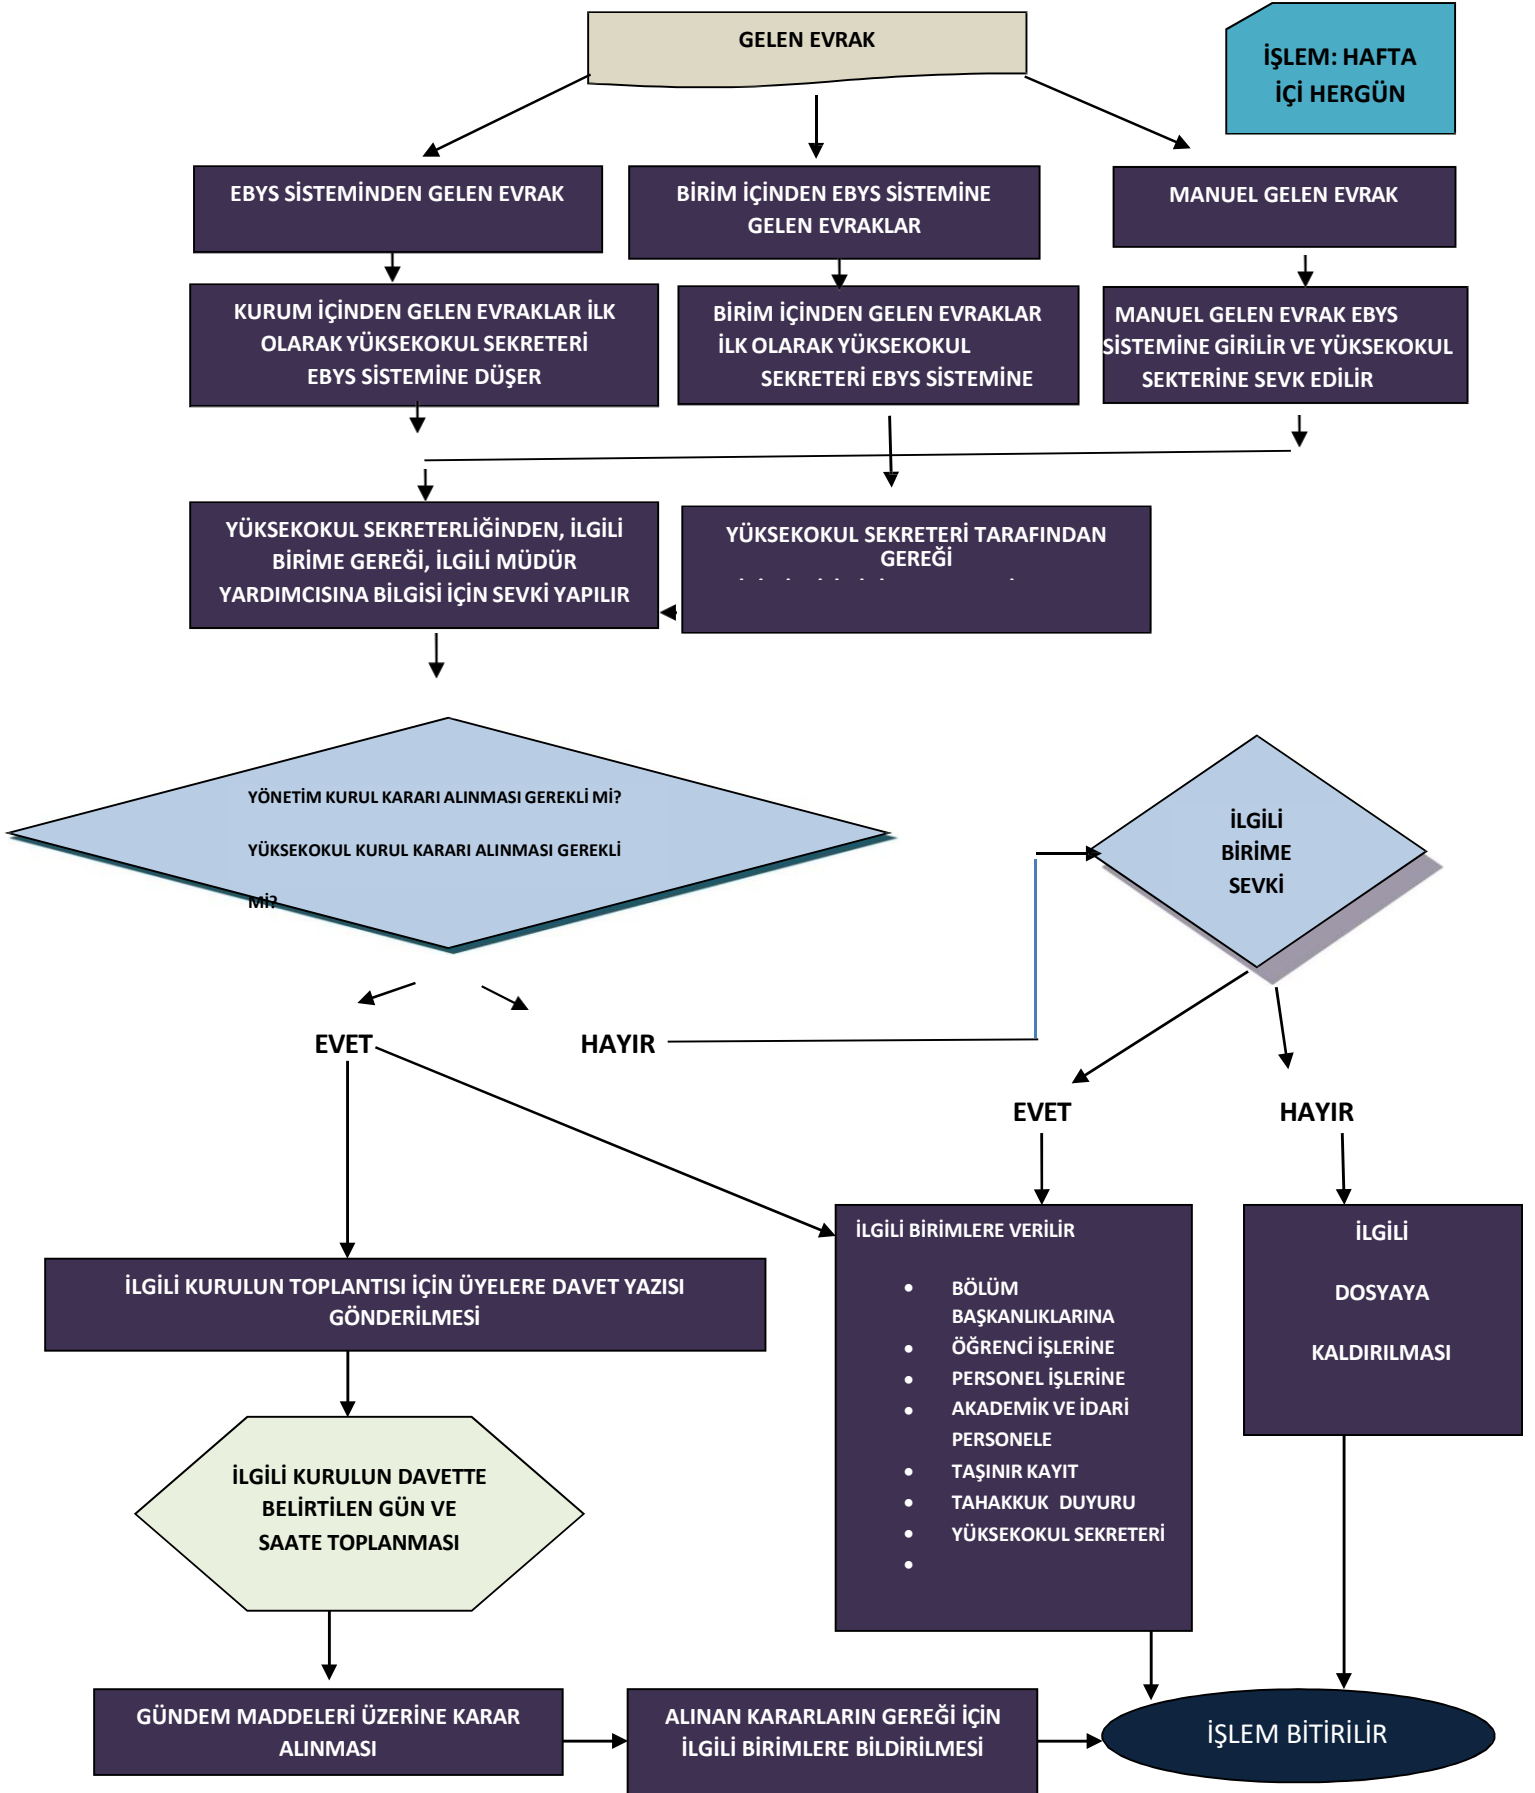 GELEN EVRAK
İŞLEM: HAFTA
İÇİ HERGÜN
EBYS SİSTEMİNDEN GELEN EVRAK
BİRİM İÇİNDEN EBYS SİSTEMİNE
GELEN EVRAKLAR
MANUEL GELEN EVRAK
KURUM İÇİNDEN GELEN EVRAKLAR İLK
OLARAK YÜKSEKOKUL SEKRETERİ
EBYS SİSTEMİNE DÜŞER
BİRİM İÇİNDEN GELEN EVRAKLAR
İLK OLARAK YÜKSEKOKUL
SEKRETERİ EBYS SİSTEMİNE
MANUEL GELEN EVRAK EBYS
SİSTEMİNE GİRİLİR VE YÜKSEKOKUL
SEKTERİNE SEVK EDİLİR
YÜKSEKOKUL SEKRETERLİĞİNDEN, İLGİLİ
BİRİME GEREĞİ, İLGİLİ MÜDÜR
YARDIMCISINA BİLGİSİ İÇİN SEVKİ YAPILIR
YÜKSEKOKUL SEKRETERİ TARAFINDAN
GEREĞİ
YÖNETİM KURUL KARARI ALINMASI GEREKLİ Mİ?
YÜKSEKOKUL KURUL KARARI ALINMASI GEREKLİ
Mİ?
İLGİLİ
BİRİME
SEVKİ
EVET
HAYIR
EVET
HAYIR
İLGİLİ KURULUN TOPLANTISI İÇİN ÜYELERE DAVET YAZISI
GÖNDERİLMESİ
İLGİLİ BİRİMLERE VERİLİR
• BÖLÜM
BAŞKANLIKLARINA
• ÖĞRENCİ İŞLERİNE
• PERSONEL İŞLERİNE
• AKADEMİK VE İDARİ
PERSONELE
• TAŞINIR KAYIT
• TAHAKKUK DUYURU
• YÜKSEKOKUL SEKRETERİ
•
İLGİLİ
DOSYAYA
KALDIRILMASI
İLGİLİ KURULUN DAVETTE
BELİRTİLEN GÜN VE
SAATE TOPLANMASI
GÜNDEM MADDELERİ ÜZERİNE KARAR
ALINMASI
ALINAN KARARLARIN GEREĞİ İÇİN
İLGİLİ BİRİMLERE BİLDİRİLMESİ
İŞLEM BİTİRİLİR